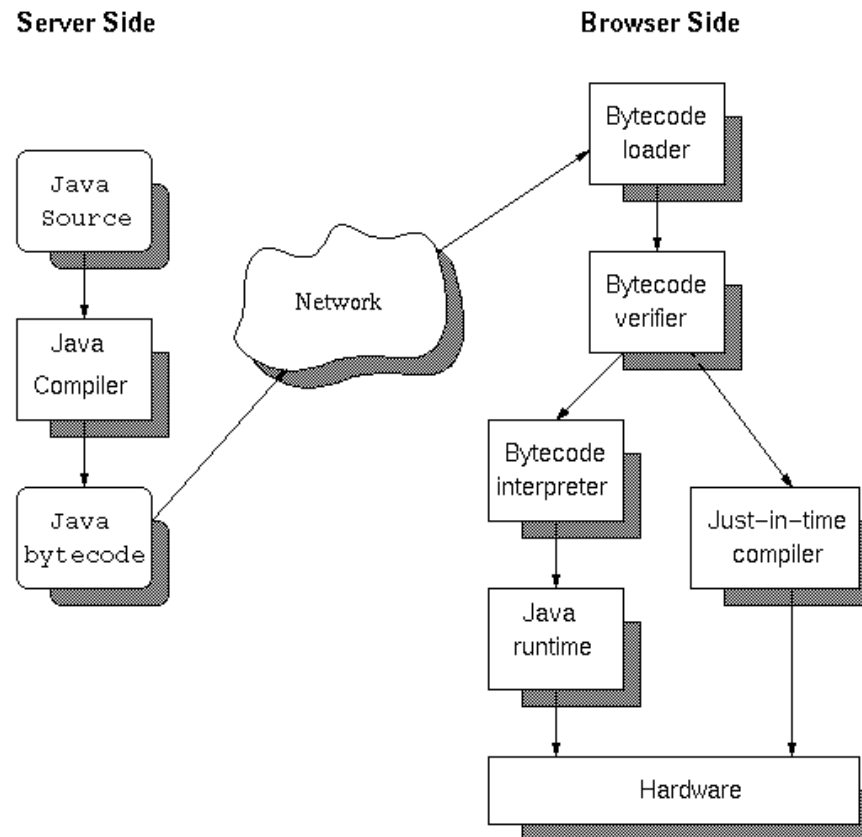 Server Side
Browser Side
Java
Source
Java
Compiler
Java
bytecode
Network
Bytecode
loader
Bytecode
verifier
Bytecode
interpreter
Just-in-time
compiler
Java
runtime
Hardware